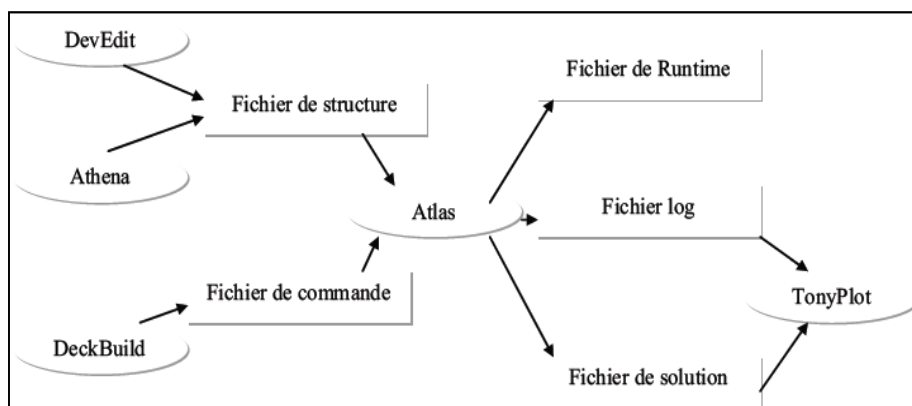 DevEdit
Fichier de structure
Athena
Fichier de commande
DeckBuild
Atlas
Fichier de Runtime
Fichier log
Fichier de solution
TonyPlot